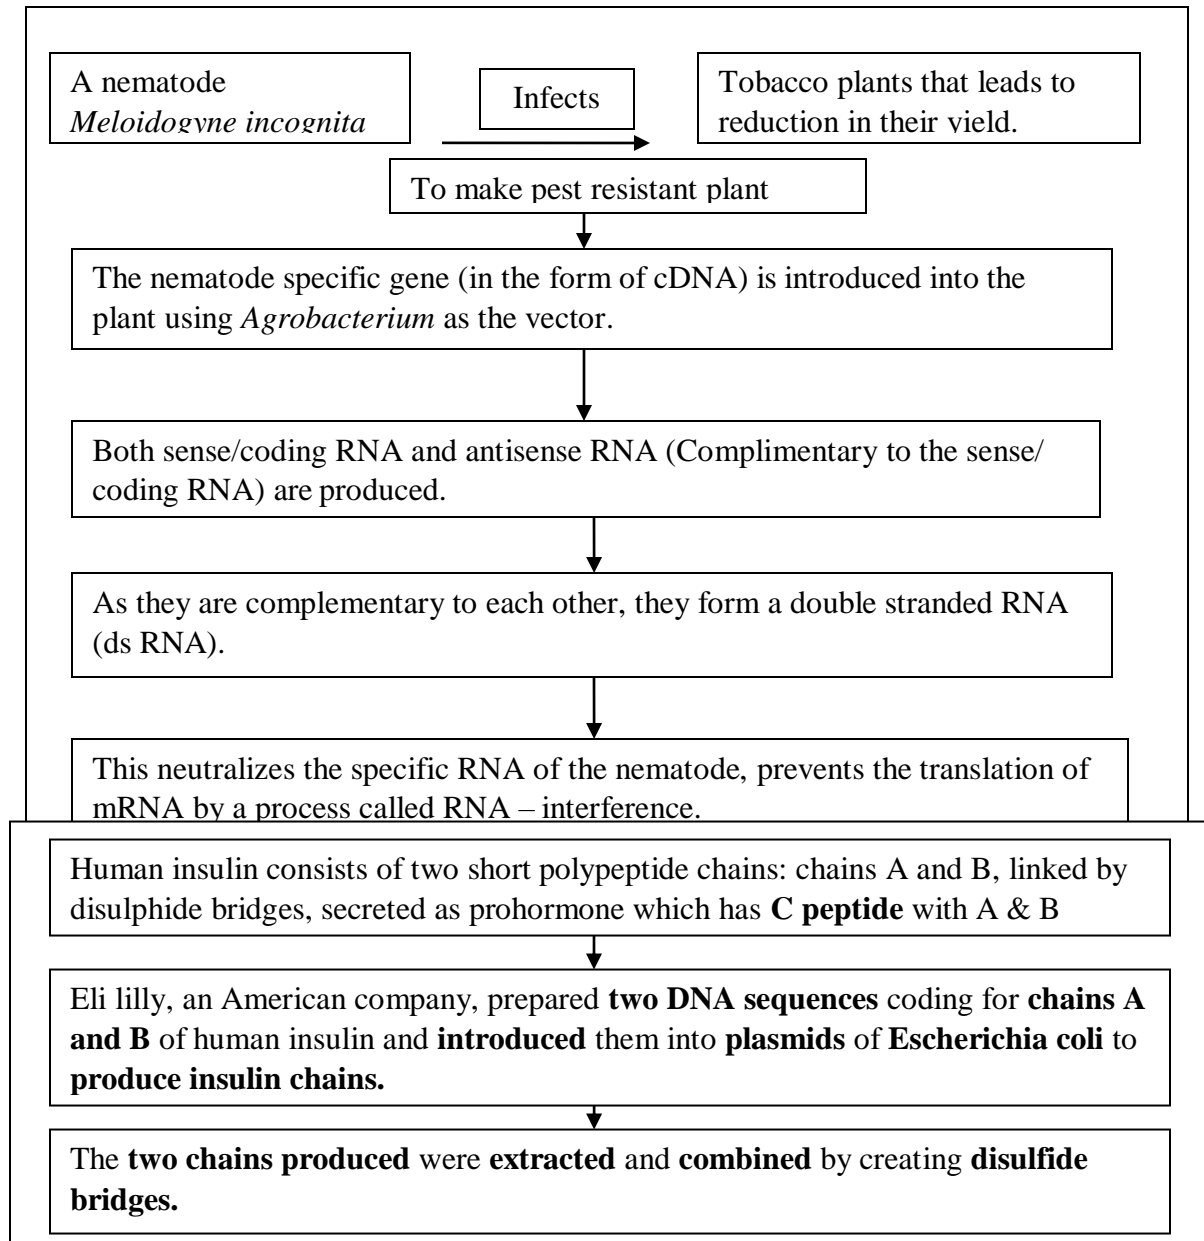 A nematode
Meloidogyne incognita
Infects
Tobacco plants that leads to
reduction in their yield.
To make pest resistant plant
The nematode specific gene (in the form of cDNA) is introduced into the
plant using Agrobacterium as the vector.
Both sense/coding RNA and antisense RNA (Complimentary to the sense/
coding RNA) are produced.
As they are complementary to each other, they form a double stranded RNA
(ds RNA).
This neutralizes the specific RNA of the nematode, prevents the translation of
mRNA by a process called RNA – interference.
Human insulin consists of two short polypeptide chains: chains A and B, linked by
disulphide bridges, secreted as prohormone which has C peptide with A & B
Eli lilly, an American company, prepared two DNA sequences coding for chains A
and B of human insulin and introduced them into plasmids of Escherichia coli to
produce insulin chains.
The two chains produced were extracted and combined by creating disulfide
bridges.